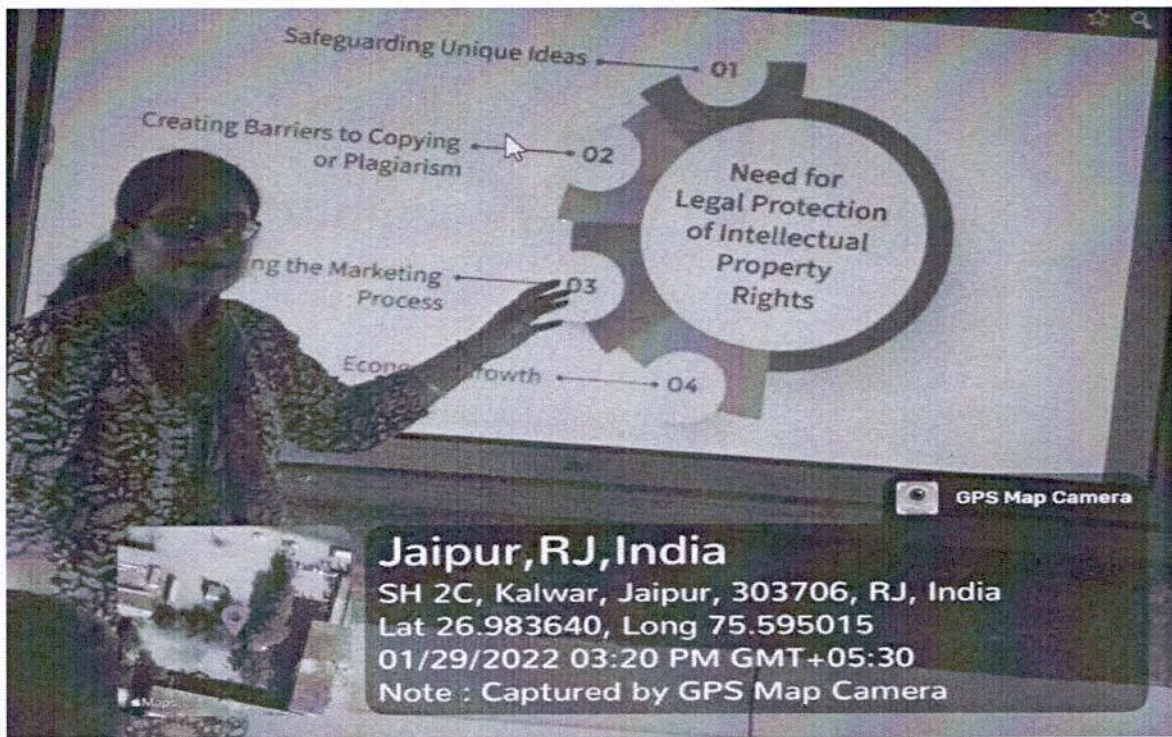 Safeguarding Unique Ideas
01
Creating Barriers to Copying
or Plagiarism
02
the Marketing
Process
03
04
Need for
Legal Protection
of Intellectual
Property
Rights
GPS Map Camera
Jaipur,RJ,India
SH 2C, Kalwar, Jaipur, 303706, RJ, India
Lat 26.983640, Long 75.595015
01/29/2022 03:20 PM GMT+05:30
Note : Captured by GPS Map Camera
Maps